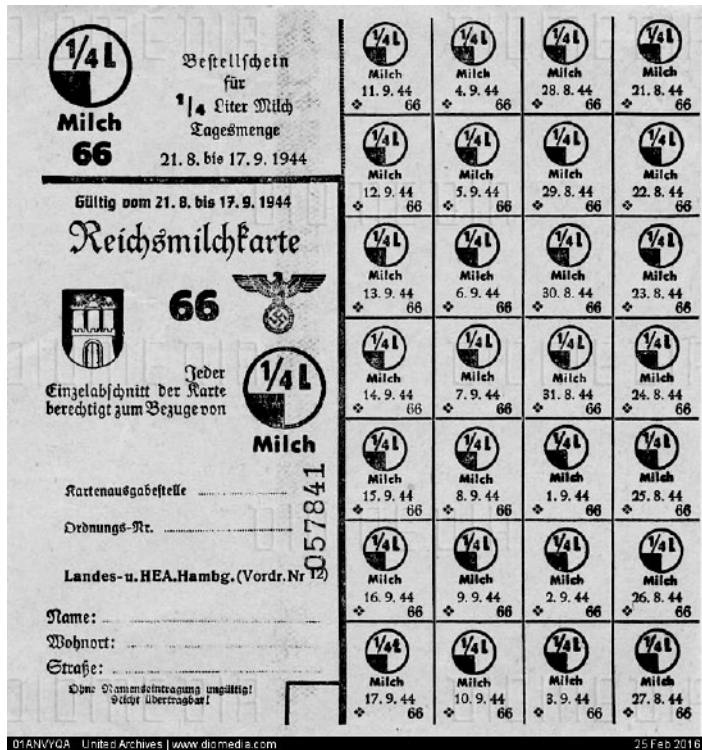 1/4 L
Milch
66
Bestellschein
für
1/4 Liter Milch
Tagesmenge
21. 8. bis 17. 9. 1944
Gültig vom 21. 8. bis 17. 9. 1944
Reichsmilchkarte
66
Jeder
Einzelabschnitt der Karte
berechtigt zum Bezuge von
1/4 L
Milch
Kartenausgabestelle
Ordnungs-Nr.
057841
Landes- u. HEA. Hambg. (Vordr. Nr 12)
Name:
Wohnort:
Straße:
Ohne Namenseintragung ungültig!
Nicht übertragbar!
1/4 L 1/4 L 1/4 L 1/4 L
Milch Milch Milch Milch
11. 9. 44 4. 9. 44 28. 8. 44 21. 8. 44
66 66 66 66
1/4 L 1/4 L 1/4 L 1/4 L
Milch Milch Milch Milch
12. 9. 44 5. 9. 44 29. 8. 44 22. 8. 44
66 66 66 66
1/4 L 1/4 L 1/4 L 1/4 L
Milch Milch Milch Milch
13. 9. 44 6. 9. 44 30. 8. 44 23. 8. 44
66 66 66 66
1/4 L 1/4 L 1/4 L 1/4 L
Milch Milch Milch Milch
14. 9. 44 7. 9. 44 31. 8. 44 24. 8. 44
66 66 66 66
1/4 L 1/4 L 1/4 L 1/4 L
Milch Milch Milch Milch
15. 9. 44 8. 9. 44 1. 9. 44 25. 8. 44
66 66 66 66
1/4 L 1/4 L 1/4 L 1/4 L
Milch Milch Milch Milch
16. 9. 44 9. 9. 44 2. 9. 44 26. 8. 44
66 66 66 66
1/4 L 1/4 L 1/4 L 1/4 L
Milch Milch Milch Milch
17. 9. 44 10. 9. 44 3. 9. 44 27. 8. 44
66 66 66 66
01ANVYQA United Archives | www.diomedia.com 25 Feb 2016